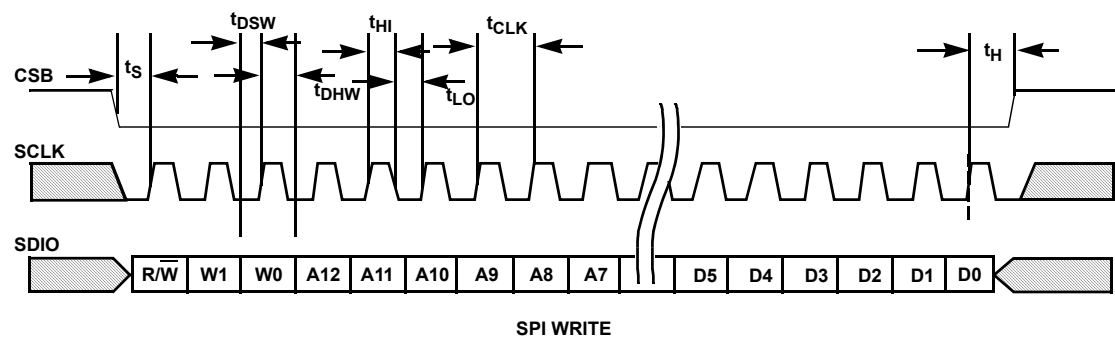 tDSW tHI tCLK
tS tH
CSB tDHW tLO
SCLK
SDIO
R/W̅ W1 W0 A12 A11 A10 A9 A8 A7 D5 D4 D3 D2 D1 D0
SPI WRITE